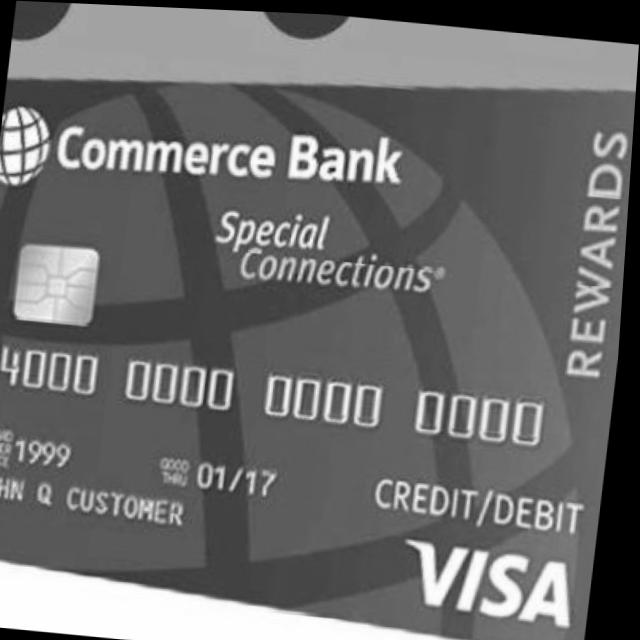 Commerce Bank
REWARDS
Special
Connections®
4000 0000 0000 0000
1999
GOOD
THRU 01/17
HN Q CUSTOMER
CREDIT/DEBIT
VISA